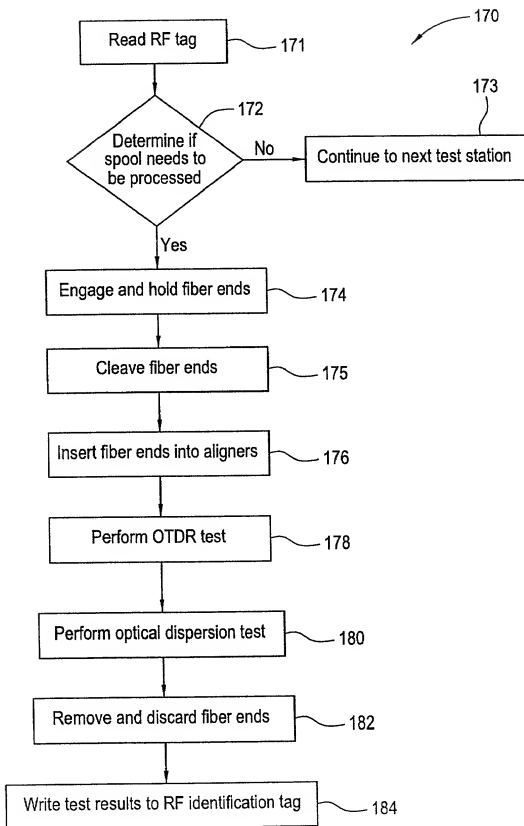 170
Read RF tag
171
172
Determine if
spool needs to
be processed
No
173
Continue to next test station
Yes
Engage and hold fiber ends
174
Cleave fiber ends
175
Insert fiber ends into aligners
176
Perform OTDR test
178
Perform optical dispersion test
180
Remove and discard fiber ends
182
Write test results to RF identification tag
184